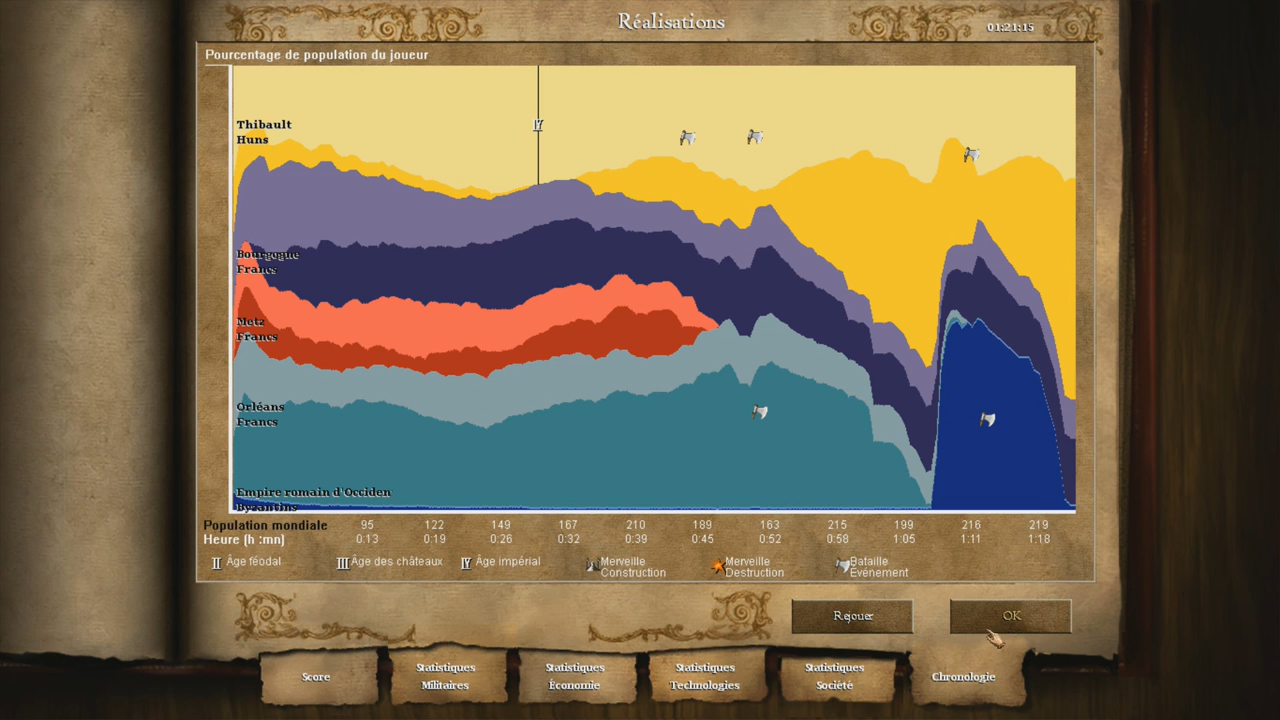 Réalisations
01:21:15
Pourcentage de population du joueur
IV
Thibault
Huns
Bourgogne
Francs
Metz
Francs
Orléans
Francs
Empire romain d'Occiden
Byzantins
Population mondiale 95 122 149 167 210 189 163 215 199 216 219
Heure (h :mn) 0:13 0:19 0:26 0:32 0:39 0:45 0:52 0:58 1:05 1:11 1:18
II Âge féodal III Âge des châteaux IV Âge impérial Merveille Construction Merveille Destruction Bataille Evénement
Rejouer OK
Score
Statistiques Militaires
Statistiques Économie
Statistiques Technologies
Statistiques Société
Chronologie